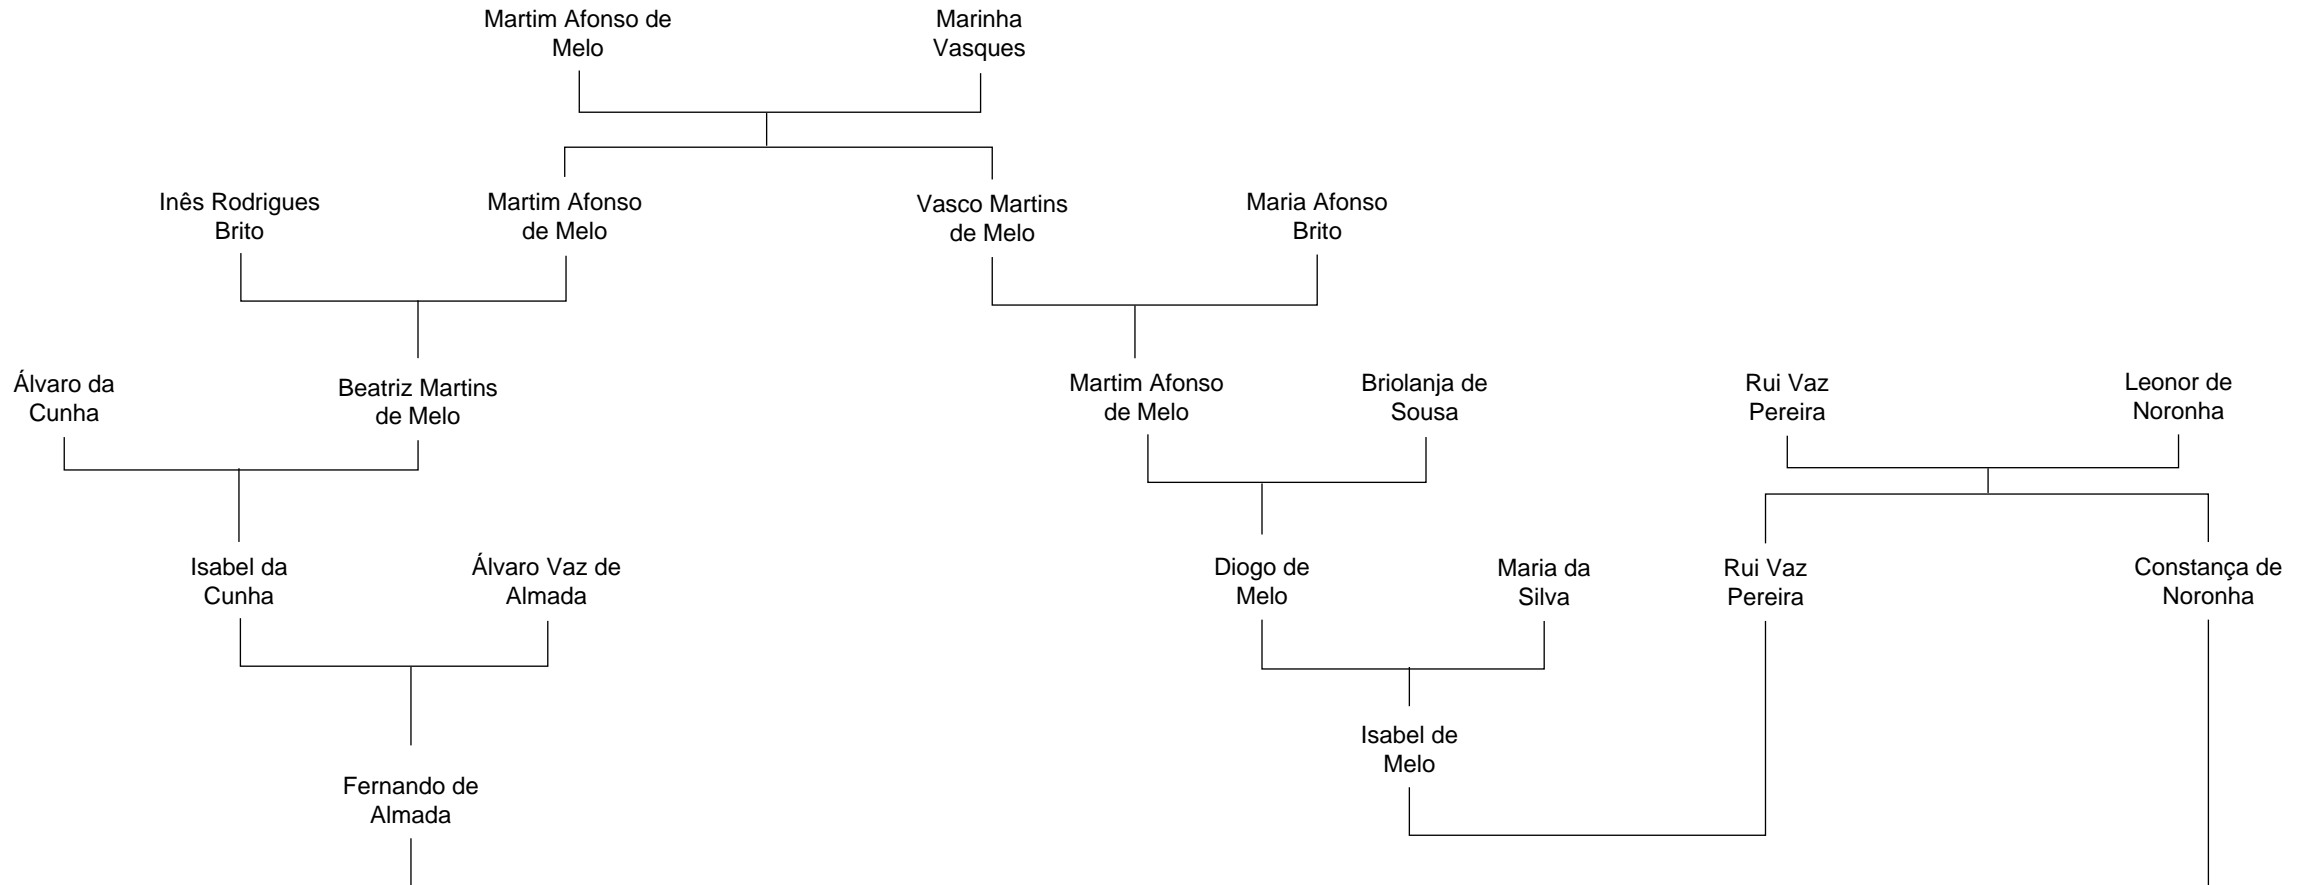 Martim Afonso de
Melo
Marinha
Vasques
Inês Rodrigues
Brito
Martim Afonso
de Melo
Vasco Martins
de Melo
Maria Afonso
Brito
Álvaro da
Cunha
Beatriz Martins
de Melo
Martim Afonso
de Melo
Briolanja de
Sousa
Rui Vaz
Pereira
Leonor de
Noronha
Isabel da
Cunha
Álvaro Vaz de
Almada
Diogo de
Melo
Maria da
Silva
Rui Vaz
Pereira
Constança de
Noronha
Isabel de
Melo
Fernando de
Almada